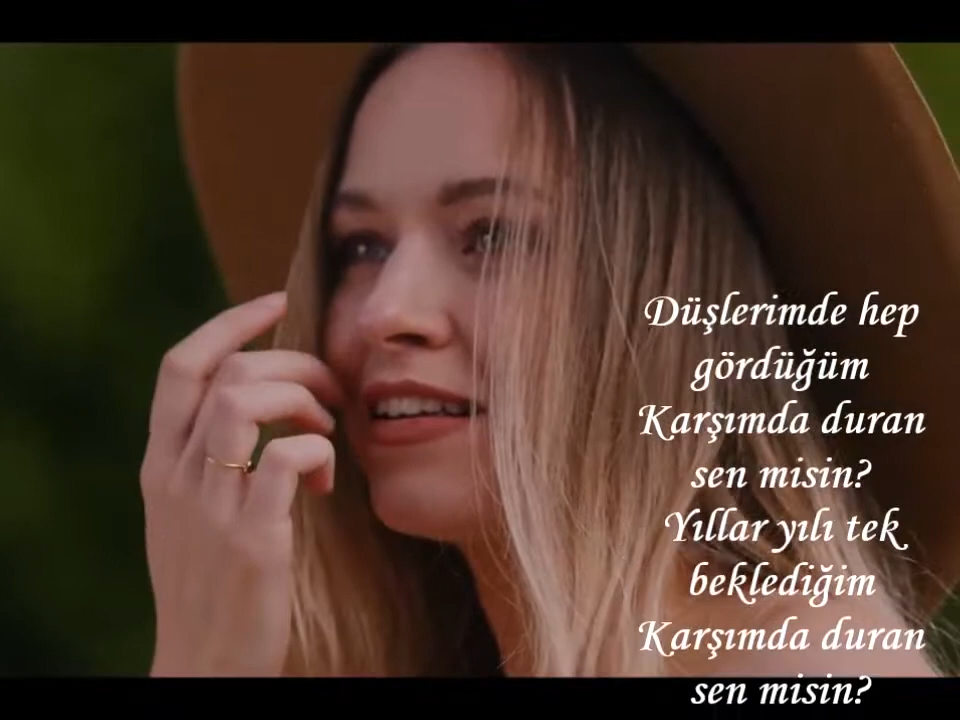 Düşlerimde hep
gördüğüm
Karşımda duran
sen misin?
Yıllar yılı tek
beklediğim
Karşımda duran
sen misin?